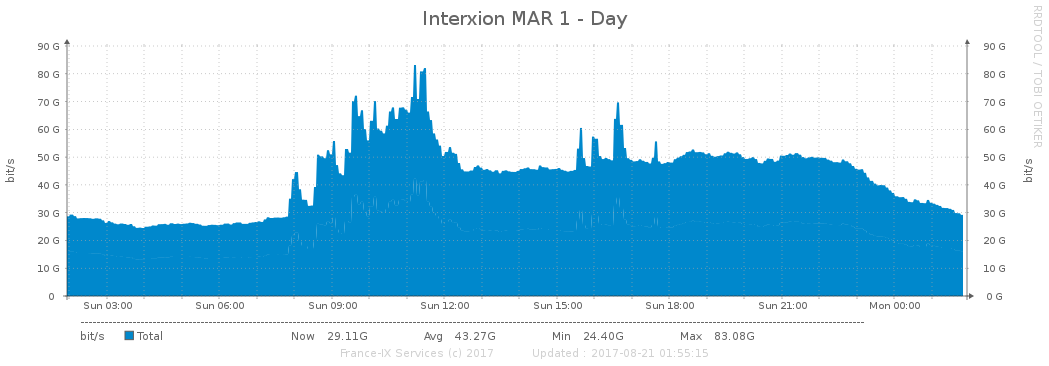 Interxion MAR 1 - Day
RRDTOOL / TOBI OETIKER
bit/s
90 G 90 G
80 G 80 G
70 G 70 G
60 G 60 G
50 G 50 G
40 G 40 G
30 G 30 G
20 G 20 G
10 G 10 G
0 0 G
bit/s
Sun 03:00 Sun 06:00 Sun 09:00 Sun 12:00 Sun 15:00 Sun 18:00 Sun 21:00 Mon 00:00
bit/s Total Now 29.11G Avg 43.27G Min 24.40G Max 83.08G
France-IX Services (c) 2017 Updated : 2017-08-21 01:55:15